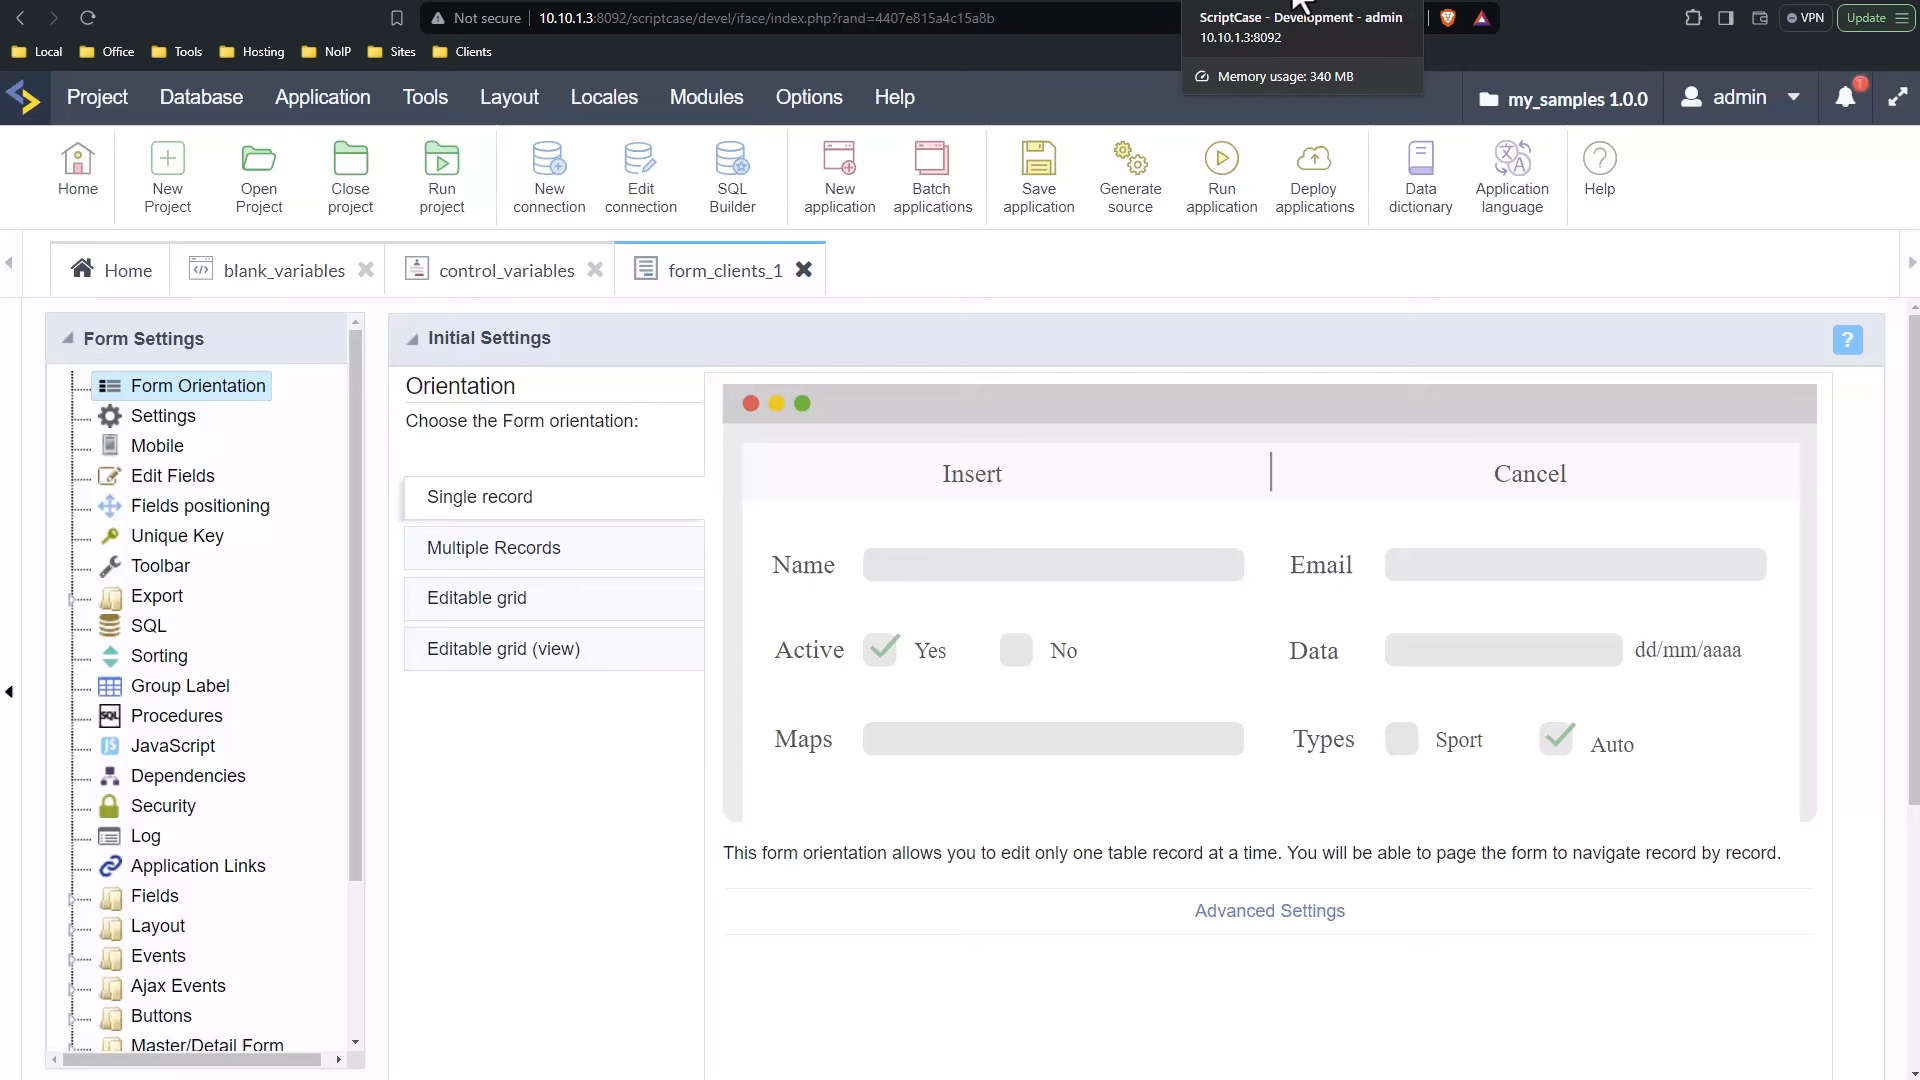 Not secure
10.10.1.3:8092/scriptcase/devel/iface/index.php?rand=4407e815a4c15a8b
ScriptCase - Development - admin
10.10.1.3:8092
Memory usage: 340 MB
VPN
Update
Local
Office
Tools
Hosting
NoIP
Sites
Clients
Project
Database
Application
Tools
Layout
Locales
Modules
Options
Help
my_samples 1.0.0
admin
1
Home
New
Project
Open
Project
Close
project
Run
project
New
connection
Edit
connection
SQL
Builder
New
application
Batch
applications
Save
application
Generate
source
Run
application
Deploy
applications
Data
dictionary
Application
language
Help
Home
blank_variables
control_variables
form_clients_1
Form Settings
Form Orientation
Settings
Mobile
Edit Fields
Fields positioning
Unique Key
Toolbar
Export
SQL
Sorting
Group Label
SQL
Procedures
JS
JavaScript
Dependencies
Security
Log
Application Links
Fields
Layout
Events
Ajax Events
Buttons
Master/Detail Form
Initial Settings
?
Orientation
Choose the Form orientation:
Single record
Multiple Records
Editable grid
Editable grid (view)
Insert
Cancel
Name
Email
Active
Yes
No
Data
dd/mm/aaaa
Maps
Types
Sport
Auto
This form orientation allows you to edit only one table record at a time. You will be able to page the form to navigate record by record.
Advanced Settings